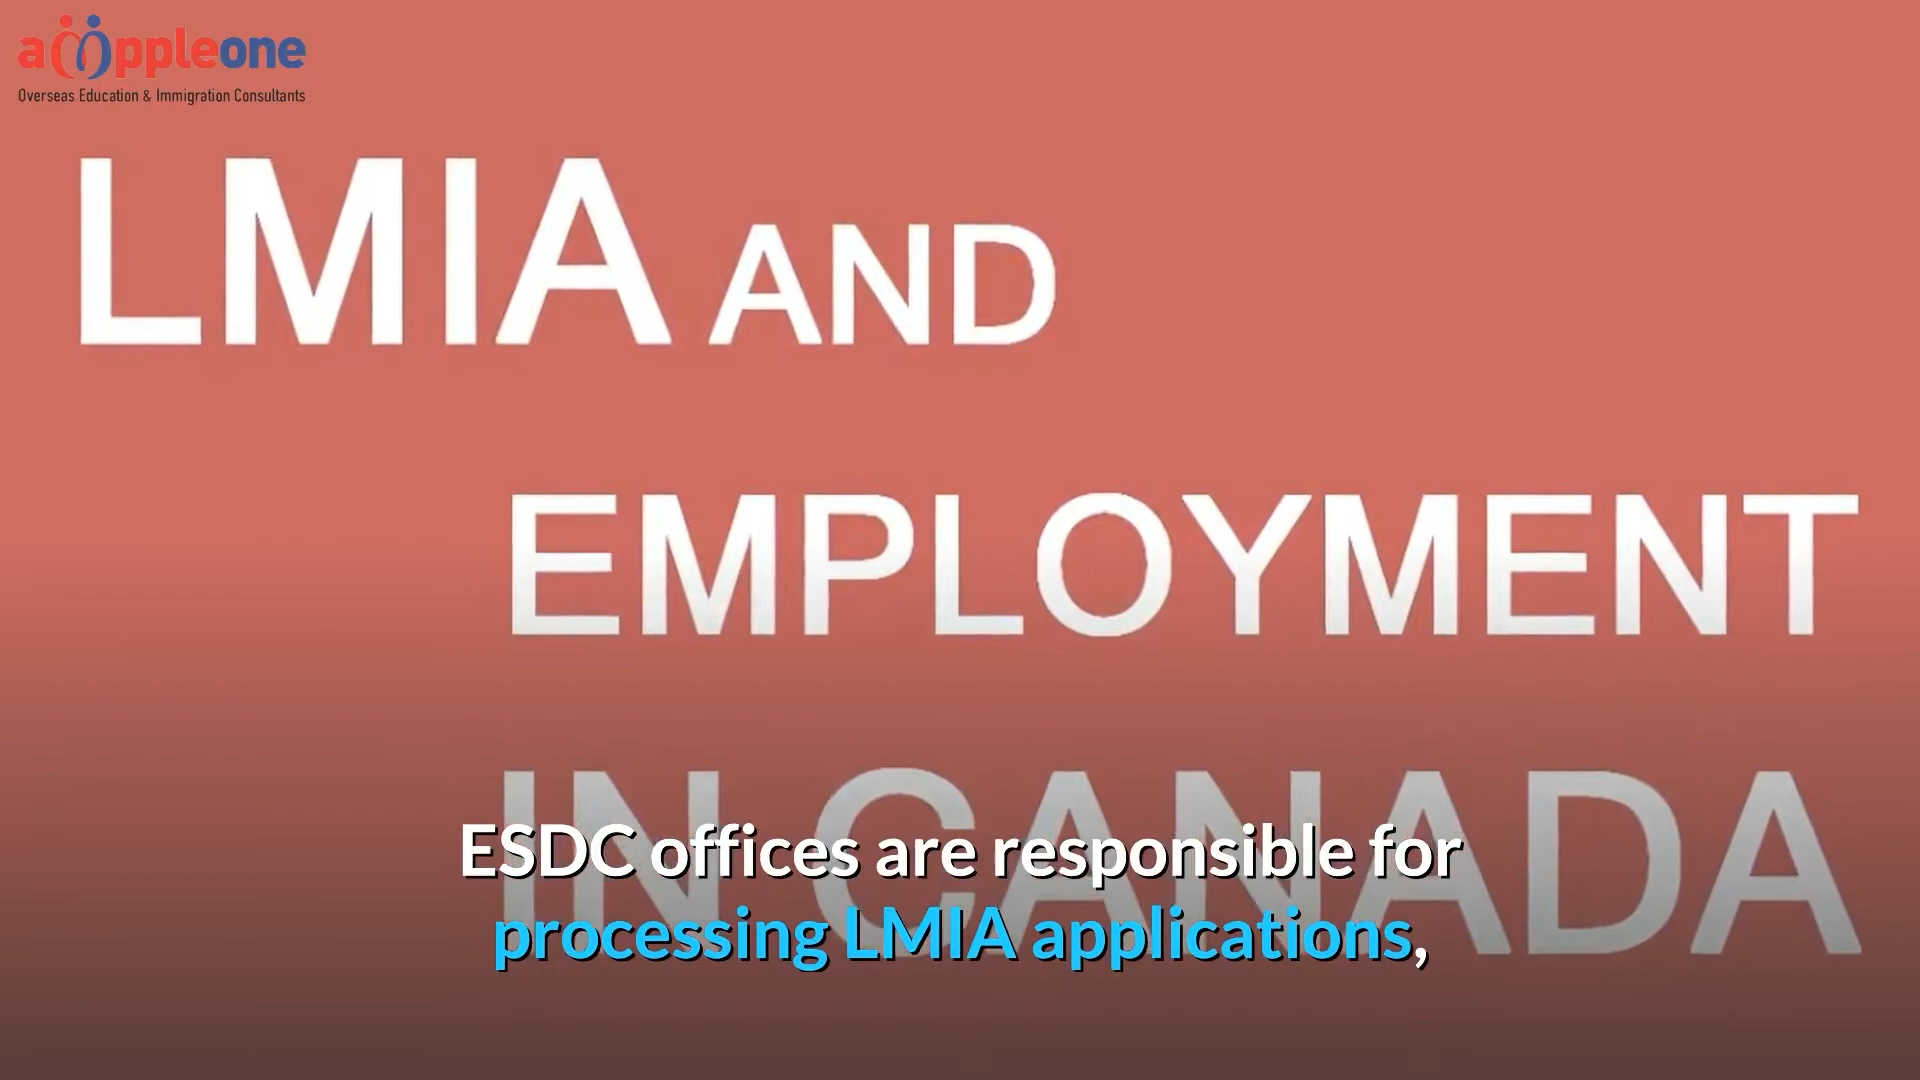 appleone
Overseas Education & Immigration Consultants
LMIA AND
EMPLOYMENT
IN CANADA
ESDC offices are responsible for
processing LMIA applications,